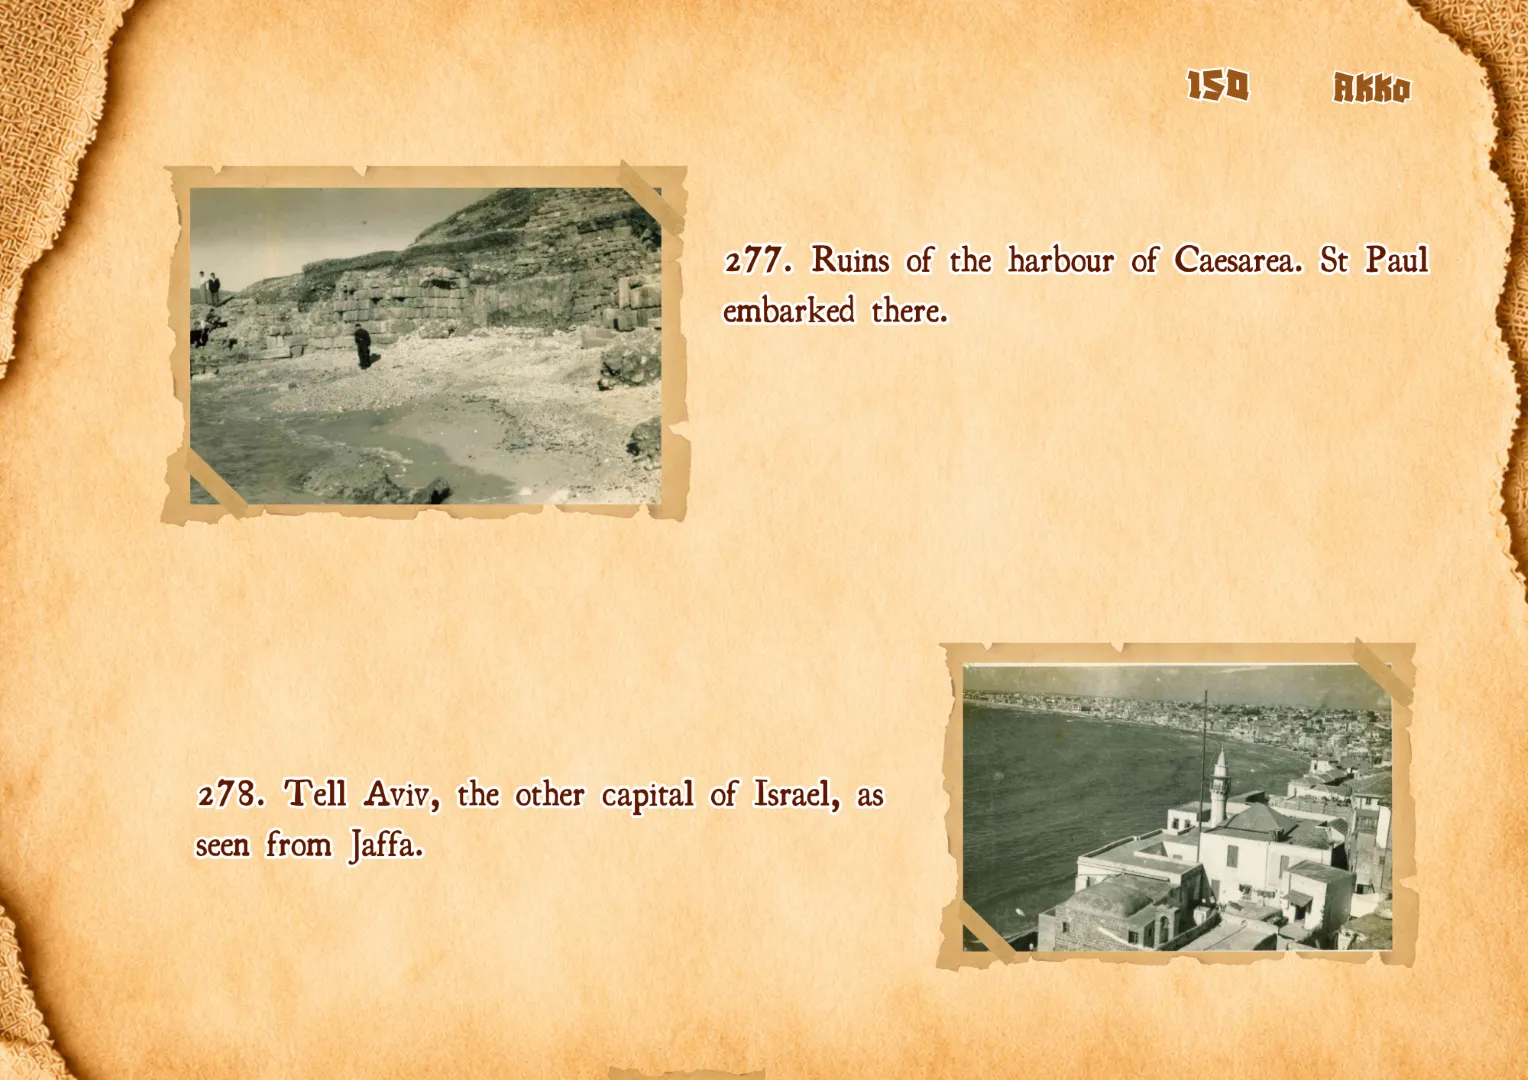 150 Akko
277. Ruins of the harbour of Caesarea. St Paul
embarked there.
278. Tell Aviv, the other capital of Israel, as
seen from Jaffa.